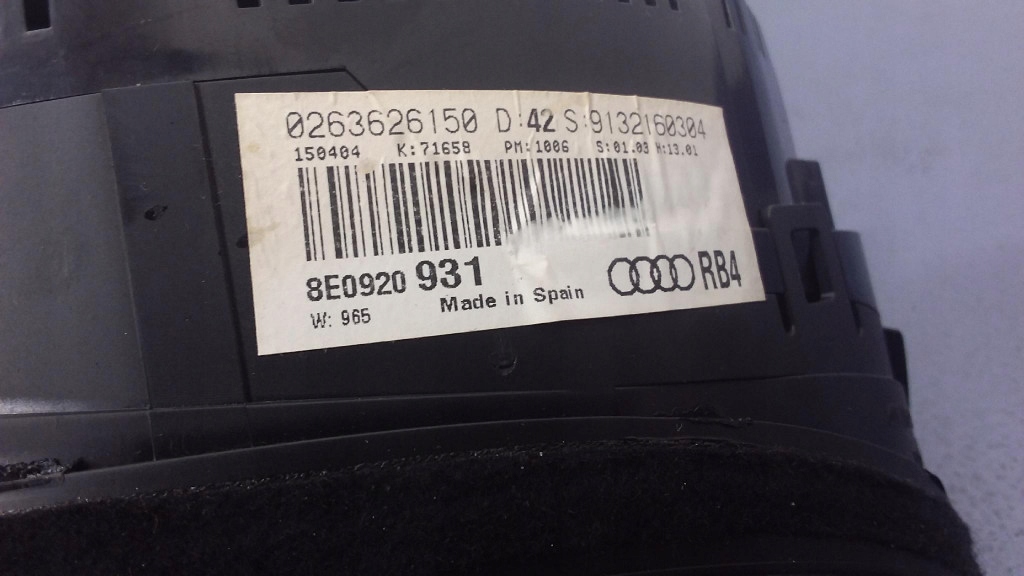 0263626150 D:42 S:9132160304
150404 K:71658 PM:1006 S:01.03 H:13.01
8E0920 931
Made in Spain
RB4
W: 965